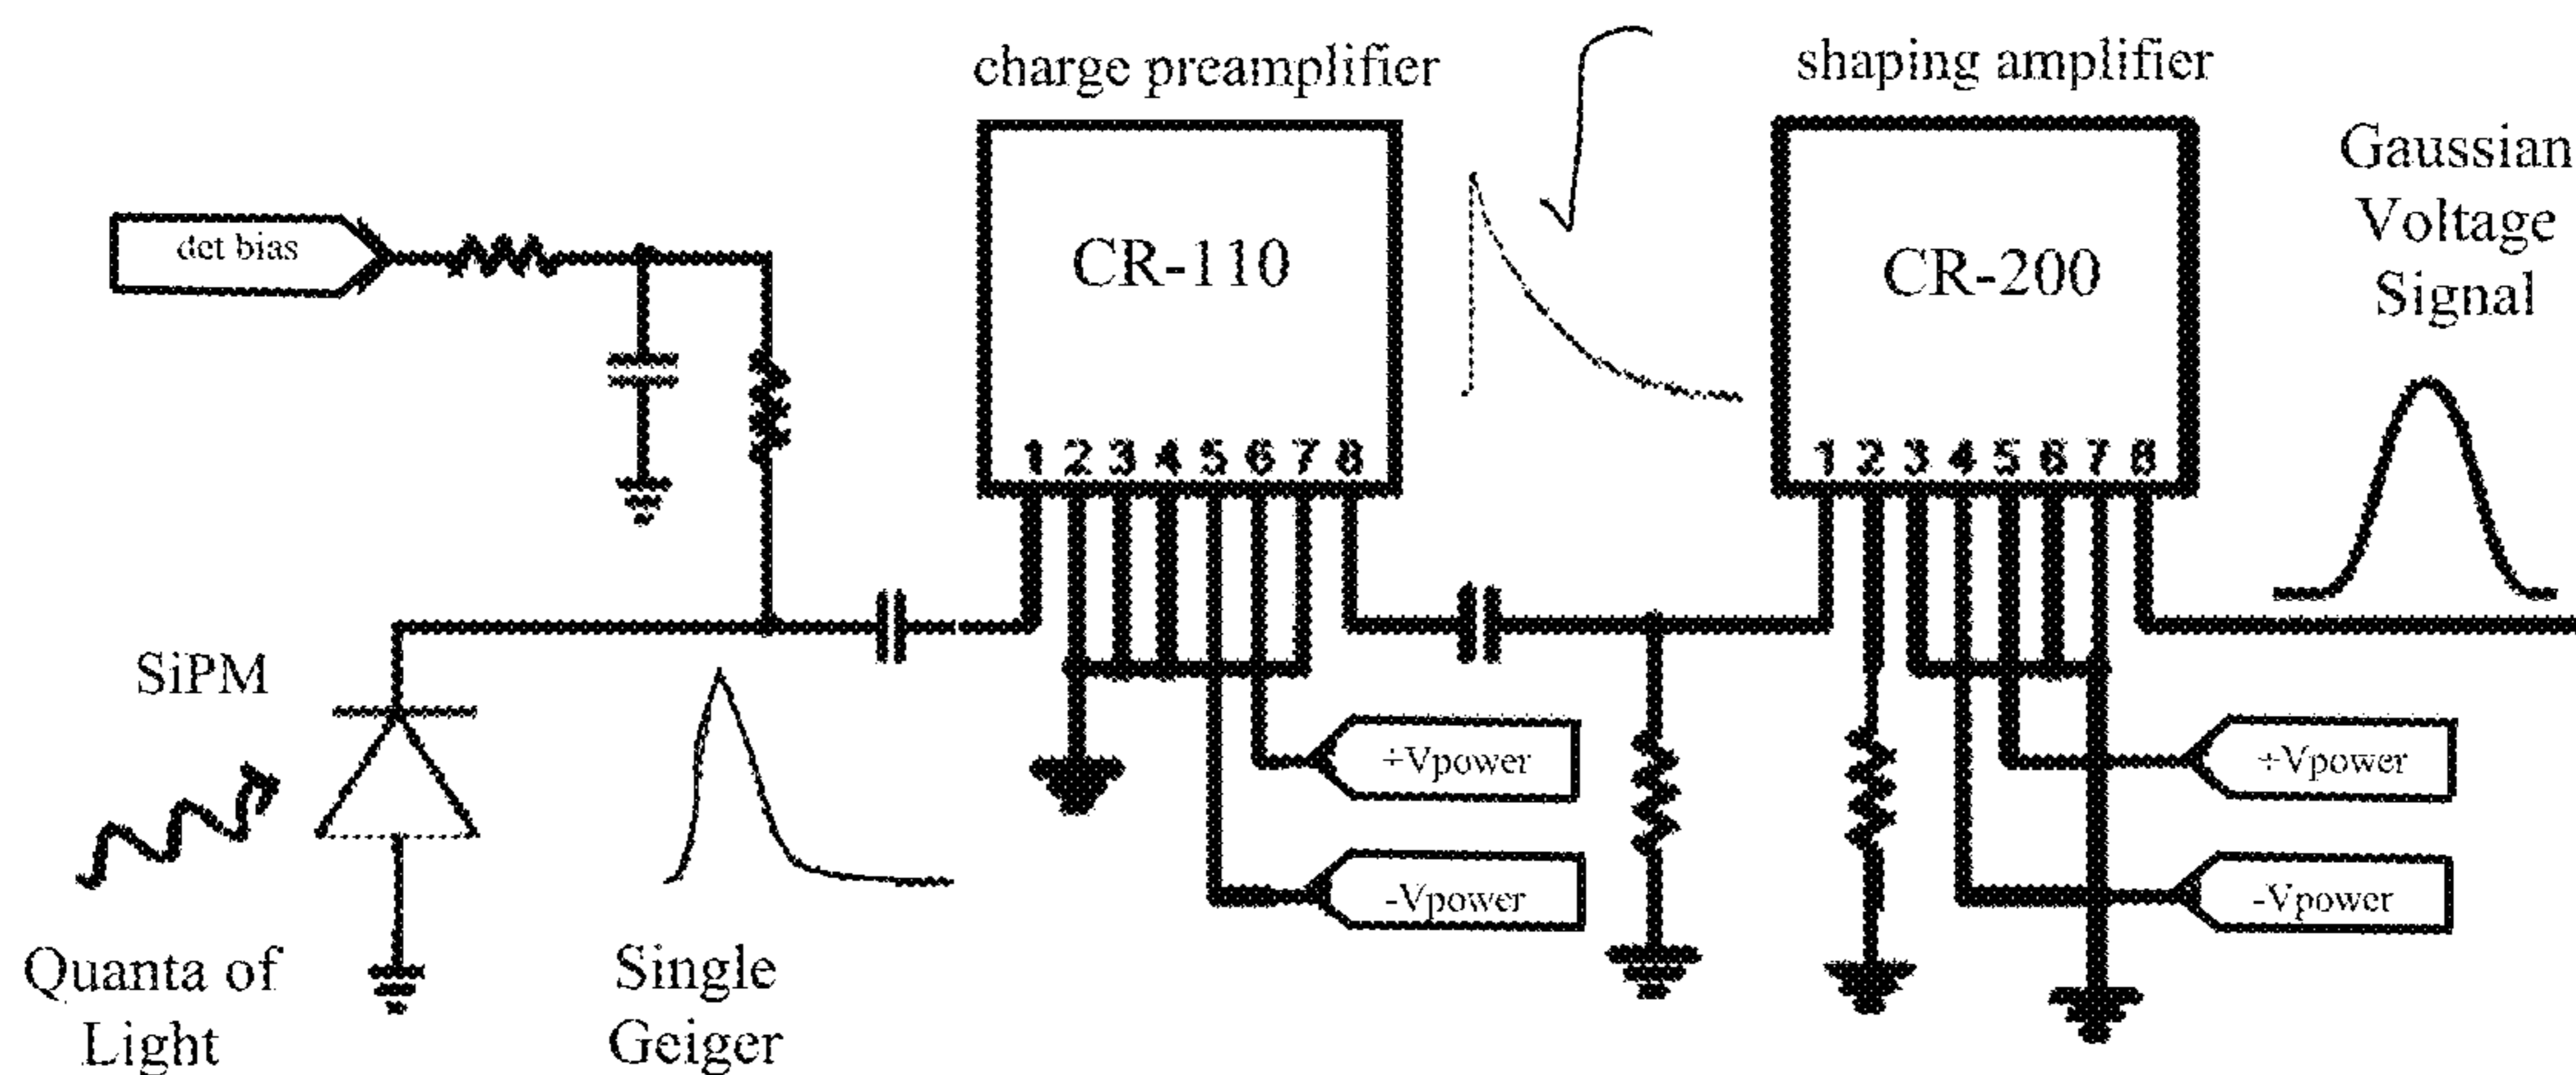 charge preamplifier
shaping amplifier
Gaussian
Voltage
Signal
det bias
CR-110
CR-200
1 2 3 4 5 6 7 8
1 2 3 4 5 6 7 8
SiPM
+Vpower
+Vpower
-Vpower
-Vpower
Quanta of
Light
Single
Geiger